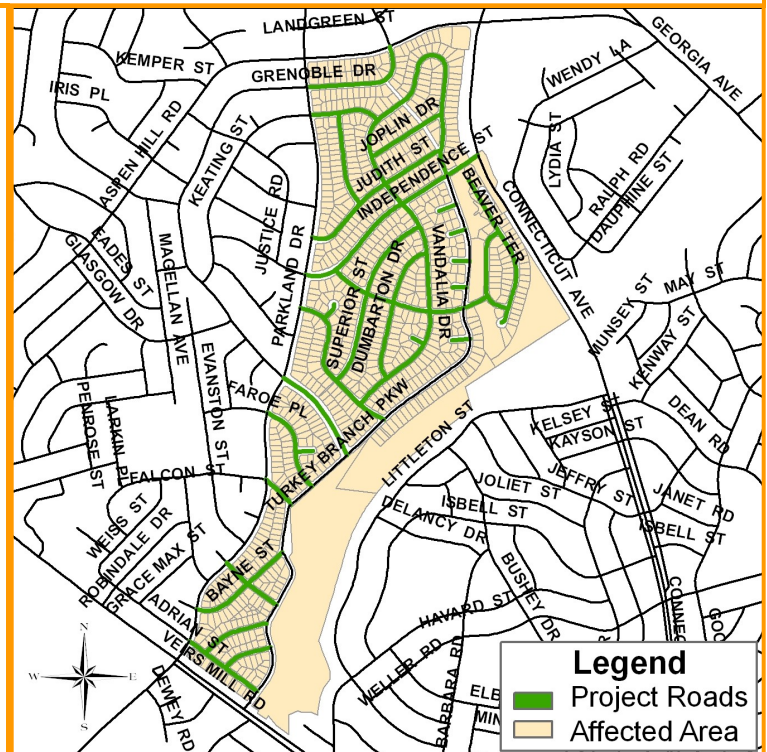 LANDGREEN ST
GEORGIA AVE
KEMPER ST
GRENOBLE DR
WENDY LA
IRIS PL
ASPEN HILL RD
KEATING ST
JOPLIN DR
LYDIA ST
JUDITH ST
INDEPENDENCE ST
RALPH RD
DAUPHINE ST
JUSTICE RD
BEAVER TER
CONNECTICUT AVE
EADES ST
GLASGOW DR
MAGELLAN AVE
PARKLAND DR
SUPERIOR ST
DUMBARTON DR
VANDALIA DR
MUNSEY ST
MAY ST
KENWAY ST
EVANSTON ST
FAROE PL
TURKEY BRANCH PKW
LITTLETON ST
PENROSE ST
LARKIN PL
KELSEY ST
KAYSON ST
DEAN RD
FALCON ST
JOLIET ST
JEFFRY ST
JANET RD
WEISS ST
ROBINDALE DR
GRACE MAX ST
DELANCY DR
ISBELL ST
ISBELL ST
BAYNE ST
BUSHEY DR
ADRIAN ST
HAVARD ST
CONNEC
GOO
VEIRS MILL RD
DEWEY RD
WELLER RD
BARBARA RD
R
ELB
MIN
N
W
E
S
Legend
Project Roads
Affected Area